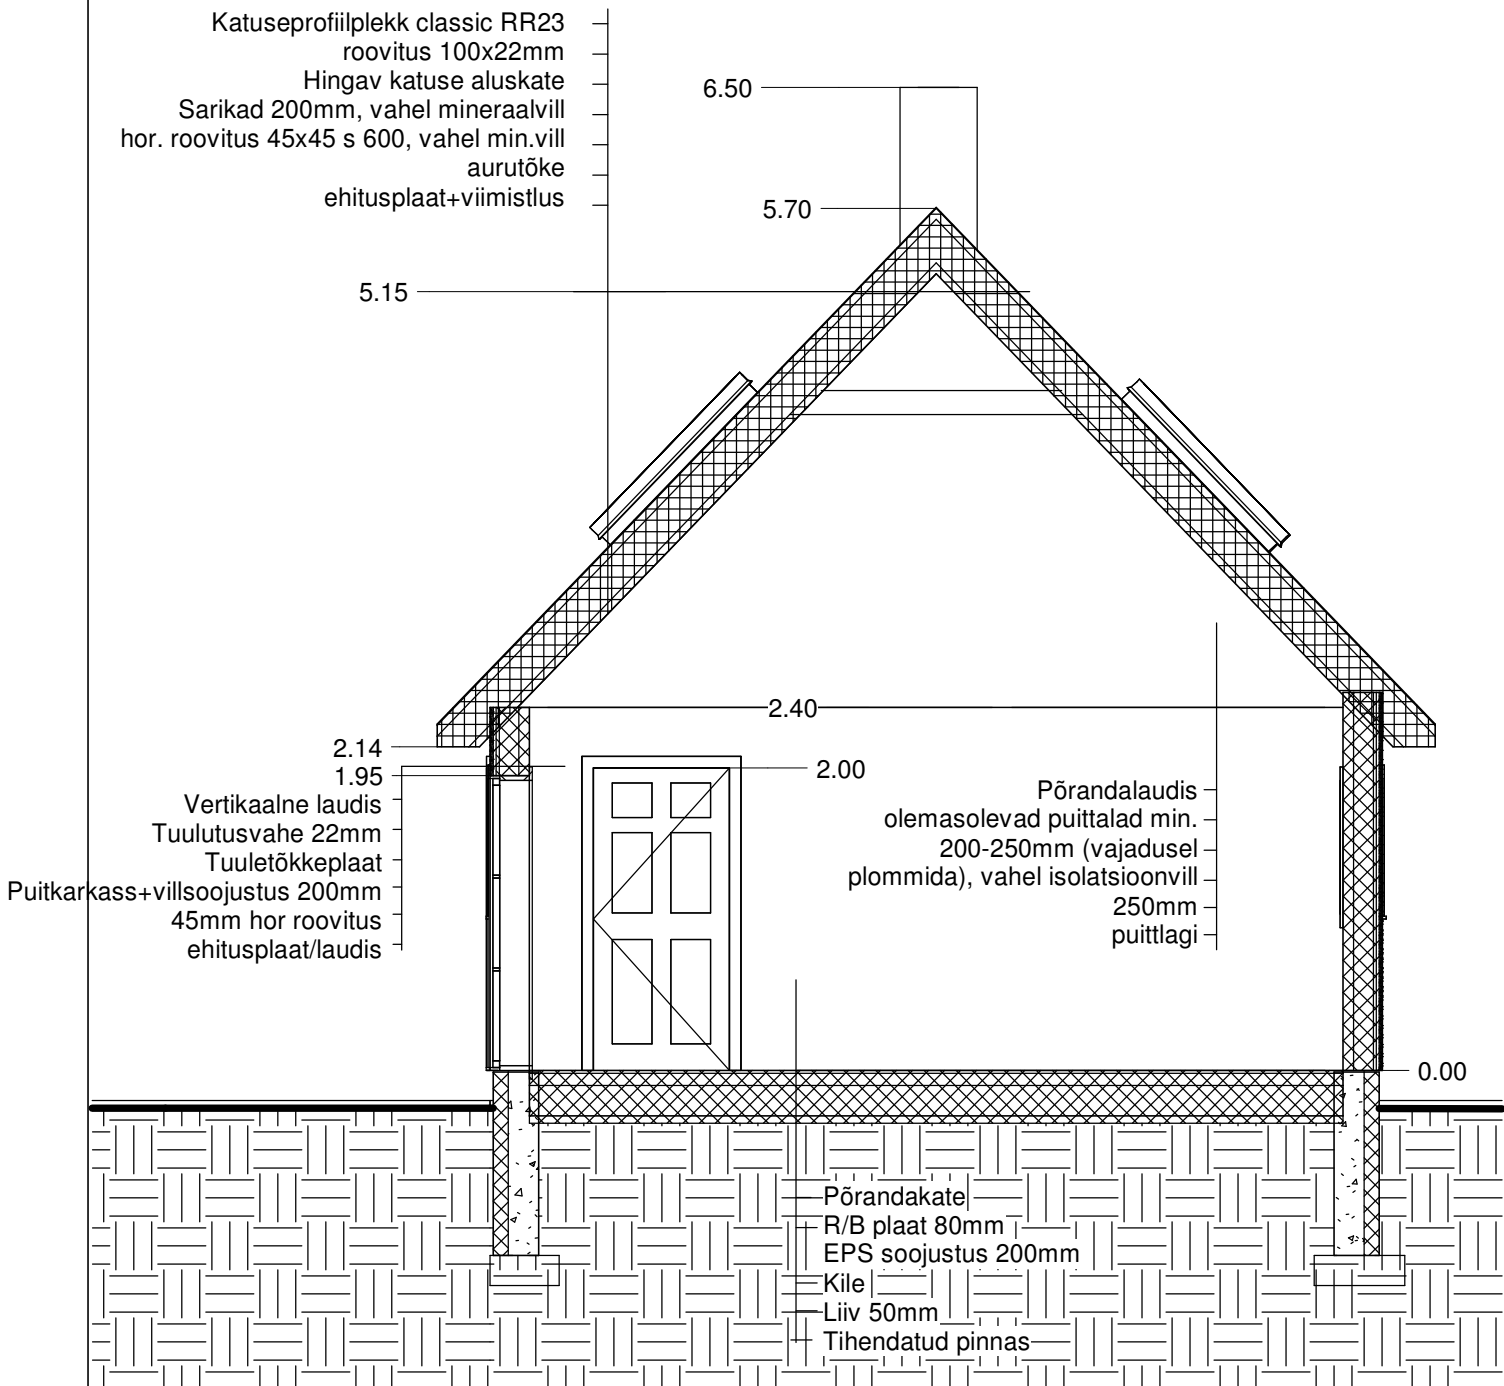 Katuseprofiilplekk classic RR23
roovitus 100x22mm
Hingav katuse aluskate
Sarikad 200mm, vahel mineraalvill
hor. roovitus 45x45 s 600, vahel min.vill
aurutõke
ehitusplaat+viimistlus
6.50
5.70
5.15
2.40
2.14
1.95
2.00
Vertikaalne laudis
Tuulutusvahe 22mm
Tuuletõkkeplaat
Puitkarkass+villsoojustus 200mm
45mm hor roovitus
ehitusplaat/laudis
Põrandalaudis
olemasolevad puittalad min.
200-250mm (vajadusel
plommida), vahel isolatsioonvill
250mm
puittlagi
0.00
Põrandakate
R/B plaat 80mm
EPS soojustus 200mm
Kile
Liiv 50mm
Tihendatud pinnas